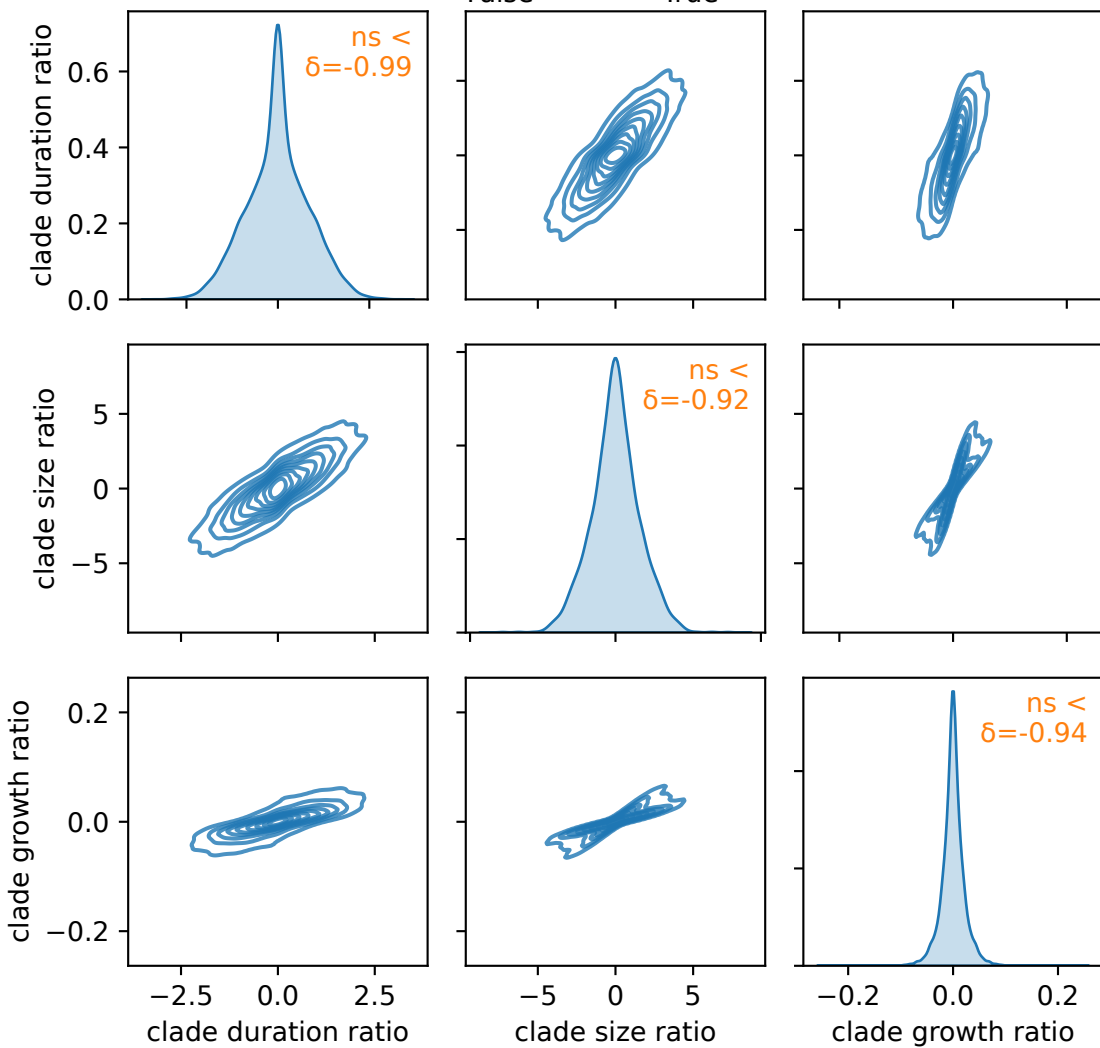 True
clade duration ratio
0.6
0.4
0.2
0.0
ns <
δ=-0.99
clade size ratio
5
0
−5
ns <
δ=-0.92
clade growth ratio
0.2
0.0
−0.2
ns <
δ=-0.94
−2.5 0.0 2.5
−5 0 5
−0.2 0.0 0.2
clade duration ratio
clade size ratio
clade growth ratio